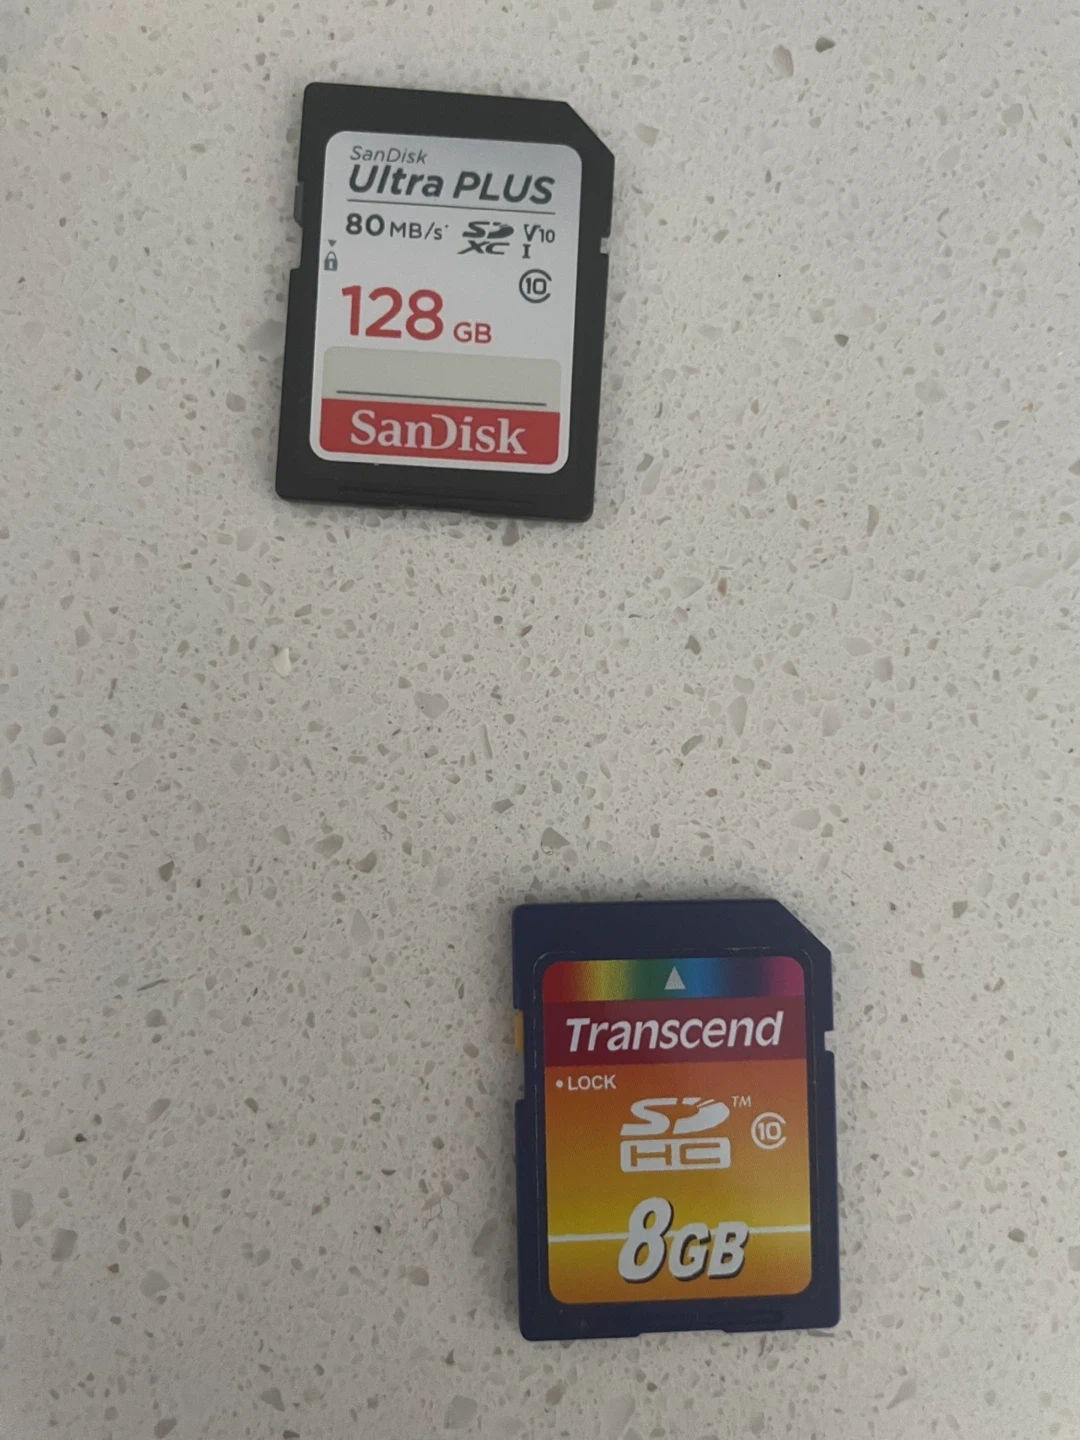 SanDisk
Ultra PLUS
80 MB/s* SD XC V10 I
10
128 GB
SanDisk
Transcend
• LOCK
SD HC ™ 10
8GB